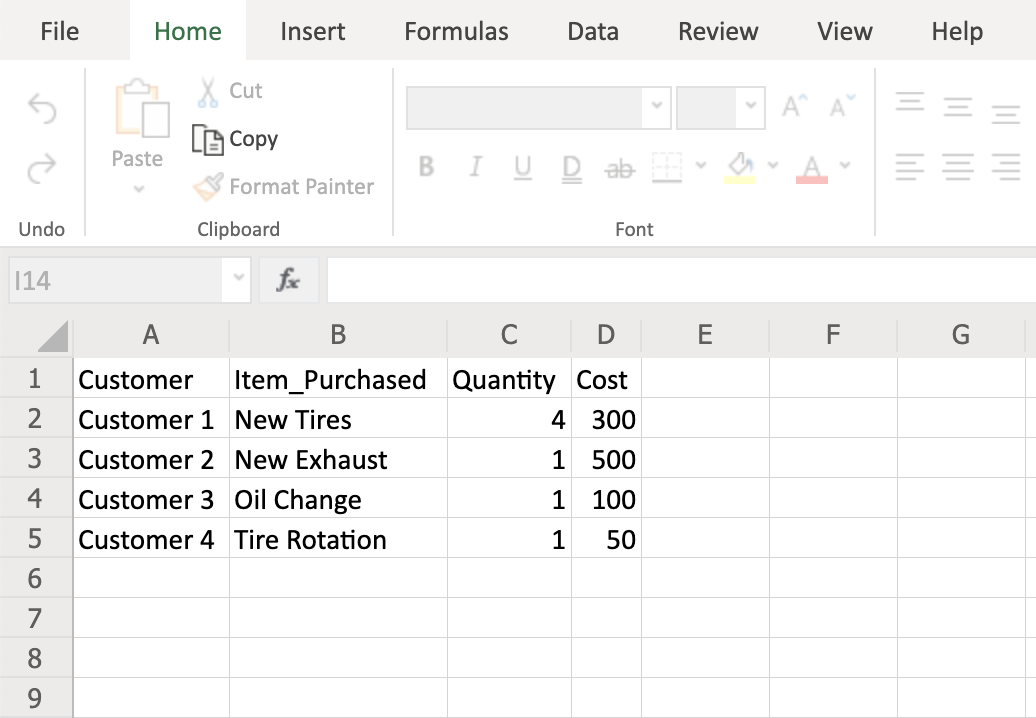 File Home Insert Formulas Data Review View Help
Cut
Copy
Paste
Format Painter
B I U D ab A A A
Undo Clipboard Font
I14 fx
A B C D E F G
1 Customer Item_Purchased Quantity Cost
2 Customer 1 New Tires 4 300
3 Customer 2 New Exhaust 1 500
4 Customer 3 Oil Change 1 100
5 Customer 4 Tire Rotation 1 50
6
7
8
9